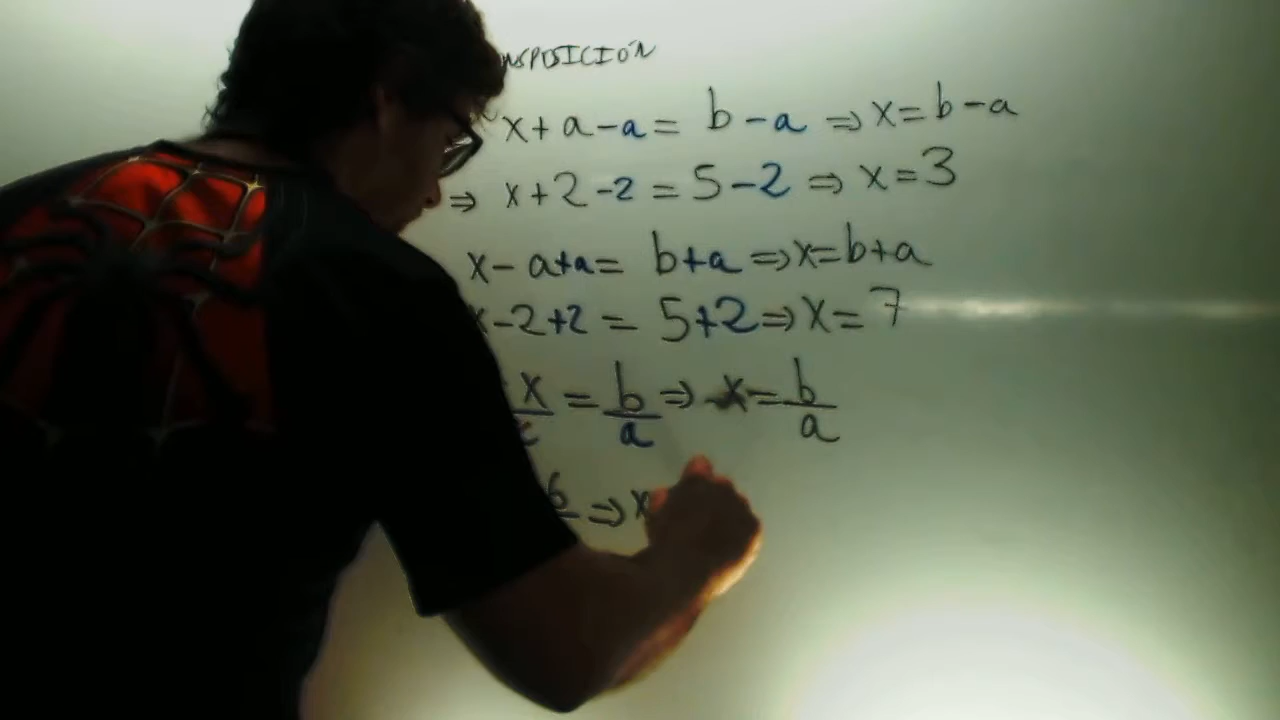 NSPOSICIÓN
x+a-a= b-a ⇒ x=b-a
⇒ x+2-2=5-2 ⇒ x=3
x-a+a= b+a ⇒ x=b+a
x-2+2 = 5+2 ⇒ x=7
x = b/a ⇒ x = b/a
6 ⇒ x